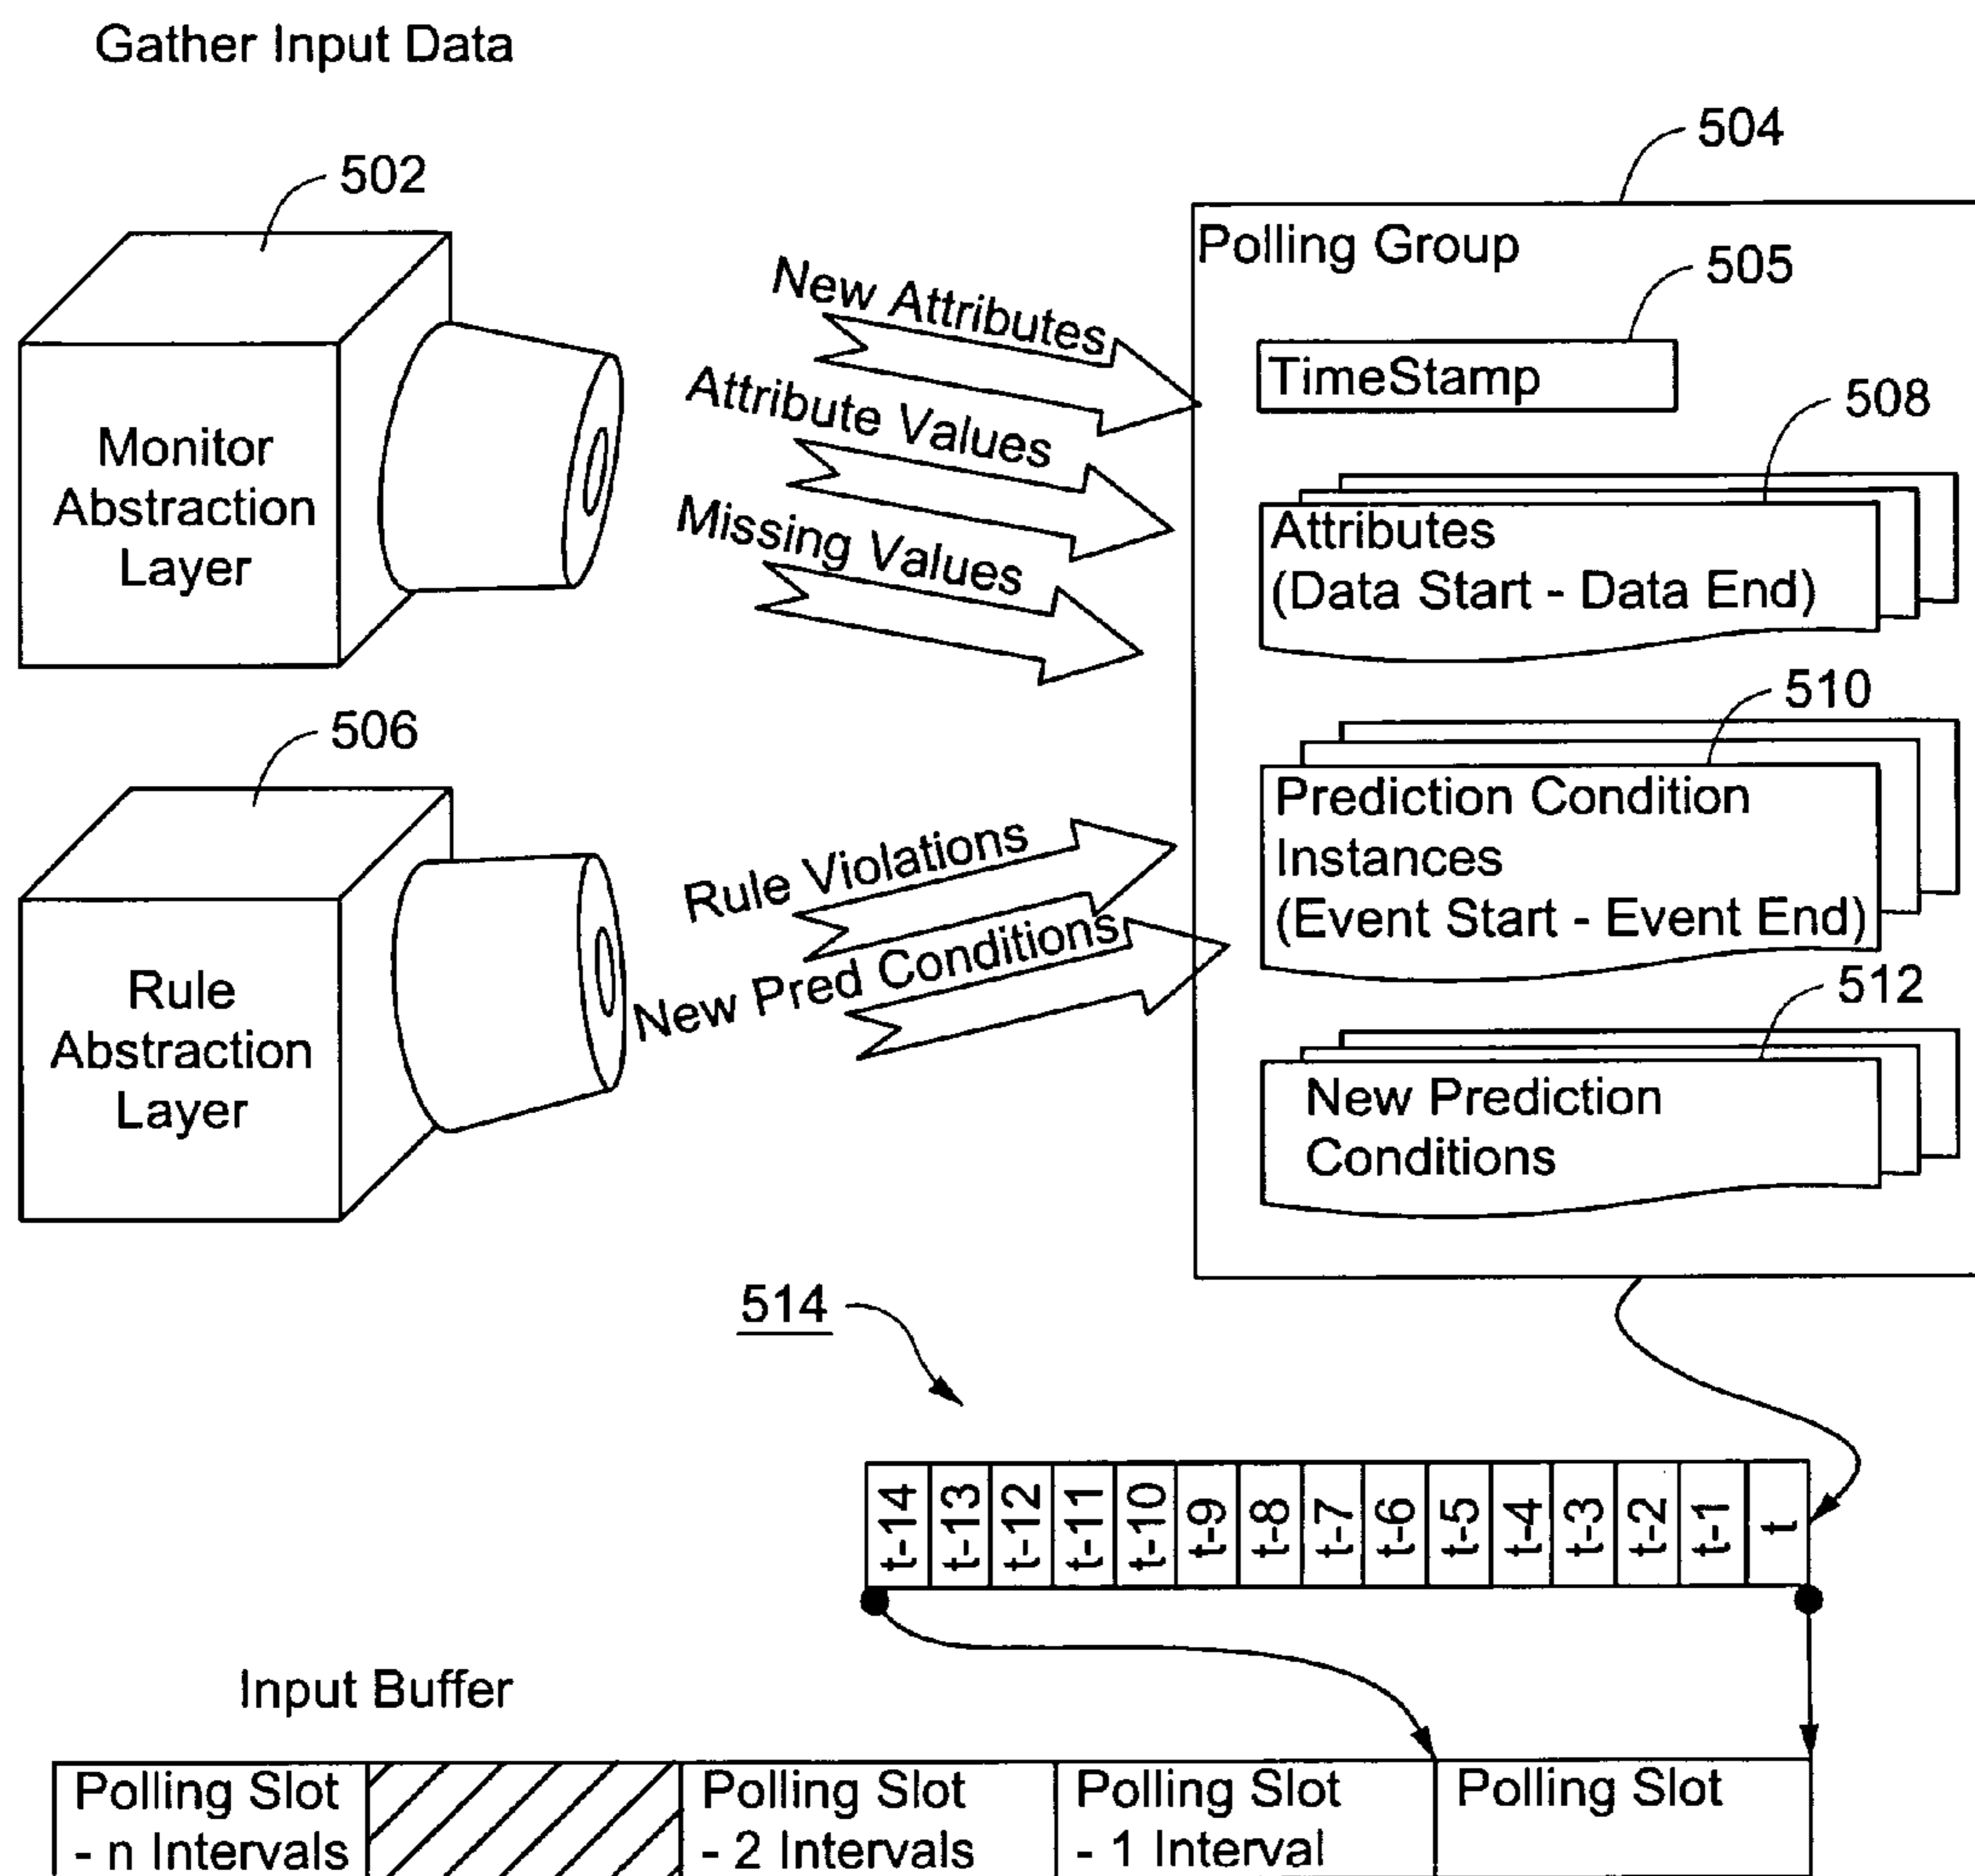 Gather Input Data
502
Monitor
Abstraction
Layer
New Attributes
Attribute Values
Missing Values
504
Polling Group
505
TimeStamp
508
Attributes
(Data Start - Data End)
506
Rule
Abstraction
Layer
Rule Violations
New Pred Conditions
510
Prediction Condition
Instances
(Event Start - Event End)
512
New Prediction
Conditions
514
t-14
t-13
t-12
t-11
t-10
t-9
t-8
t-7
t-6
t-5
t-4
t-3
t-2
t-1
t
Input Buffer
Polling Slot
- n Intervals
Polling Slot
- 2 Intervals
Polling Slot
- 1 Interval
Polling Slot